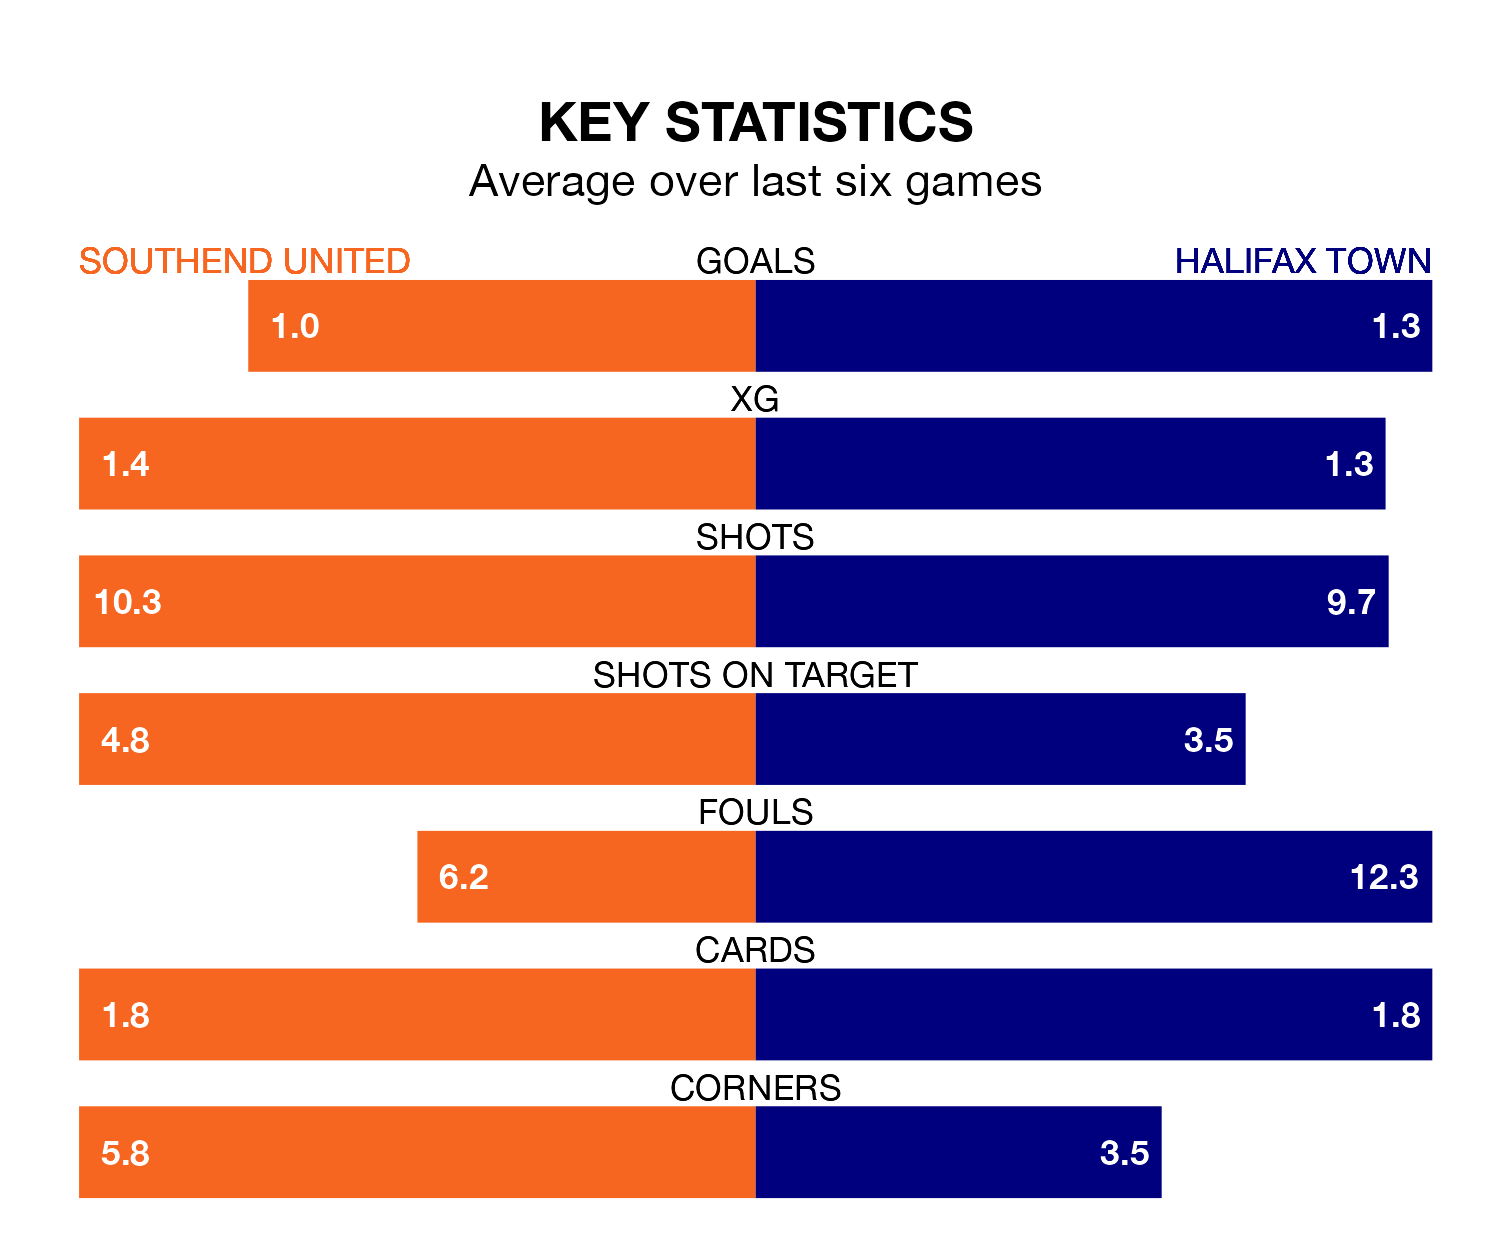 KEY STATISTICS
Average over last six games
SOUTHEND UNITED GOALS HALIFAX TOWN
1.0 1.3
XG
1.4 1.3
SHOTS
10.3 9.7
SHOTS ON TARGET
4.8 3.5
FOULS
6.2 12.3
CARDS
1.8 1.8
CORNERS
5.8 3.5